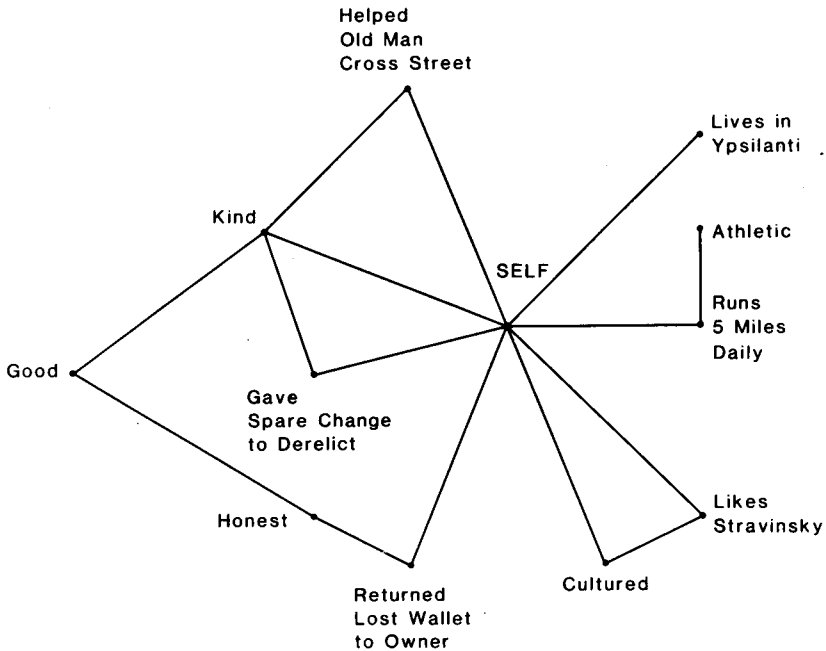 Helped
Old Man
Cross Street
Lives in
Ypsilanti
Kind
Athletic
SELF
Runs
5 Miles
Daily
Good
Gave
Spare Change
to Derelict
Honest
Likes
Stravinsky
Cultured
Returned
Lost Wallet
to Owner